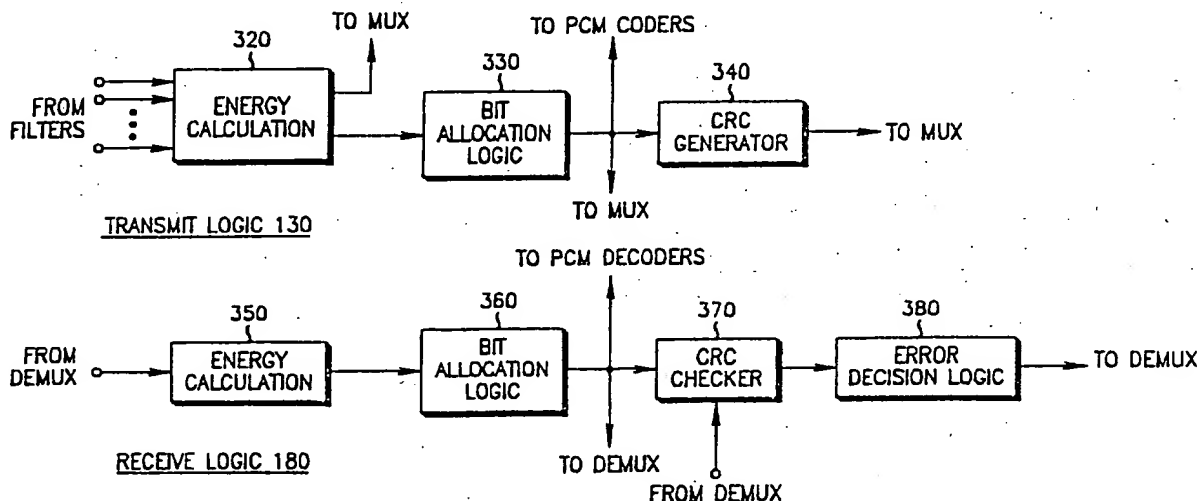 TO MUX
TO PCM CODERS
320
330
340
FROM
FILTERS
ENERGY
CALCULATION
BIT
ALLOCATION
LOGIC
CRC
GENERATOR
TO MUX
TO MUX
TRANSMIT LOGIC 130
TO PCM DECODERS
350
360
370
380
FROM
DEMUX
ENERGY
CALCULATION
BIT
ALLOCATION
LOGIC
CRC
CHECKER
ERROR
DECISION LOGIC
TO DEMUX
RECEIVE LOGIC 180
TO DEMUX
FROM DEMUX